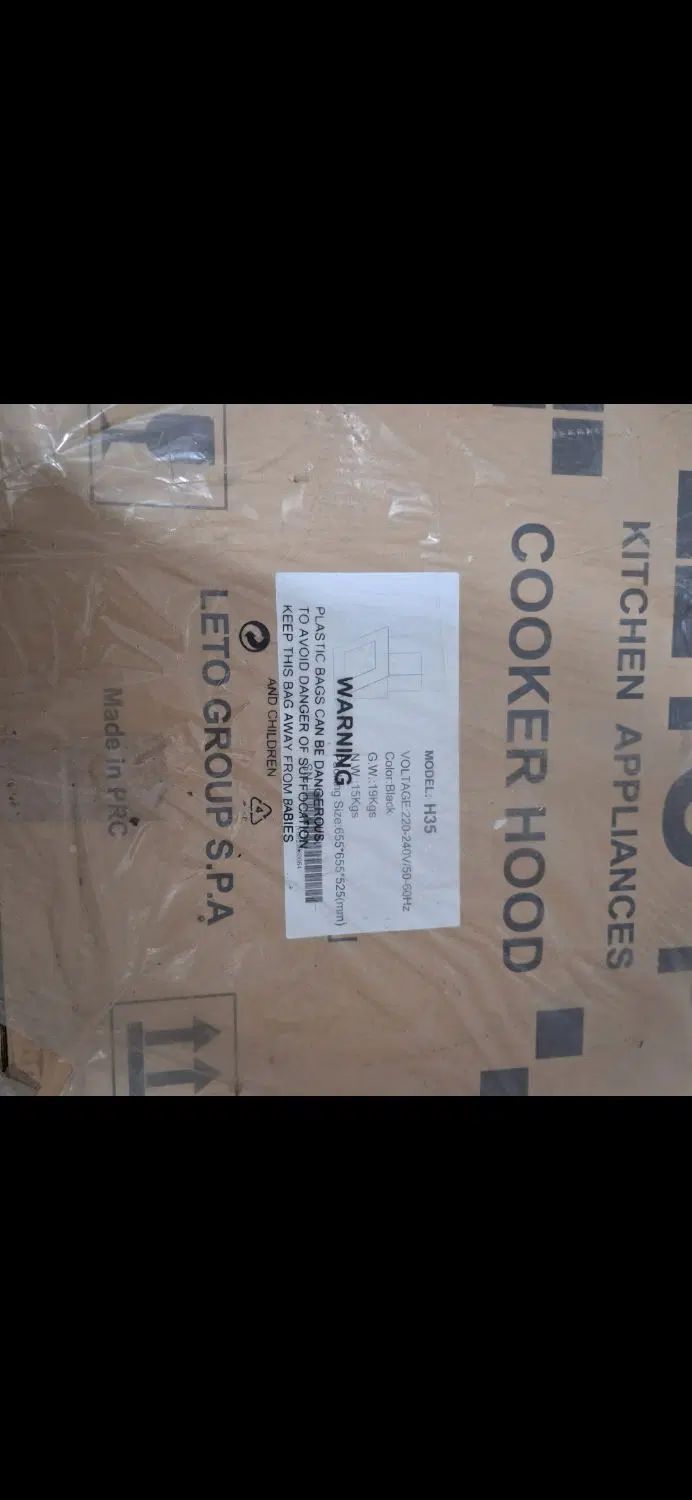 KITCHEN APPLIANCES
COOKER HOOD
MODEL: H35
VOLTAGE:220-240V/50-60Hz
Color:Black
G.W.:19Kgs
N.W.:15Kgs
Size:655*655*525(mm)
WARNING
PLASTIC BAGS CAN BE DANGEROUS
TO AVOID DANGER OF SUFFOCATION
KEEP THIS BAG AWAY FROM BABIES
AND CHILDREN
4
LETO GROUP S.P.A
Made in PRC